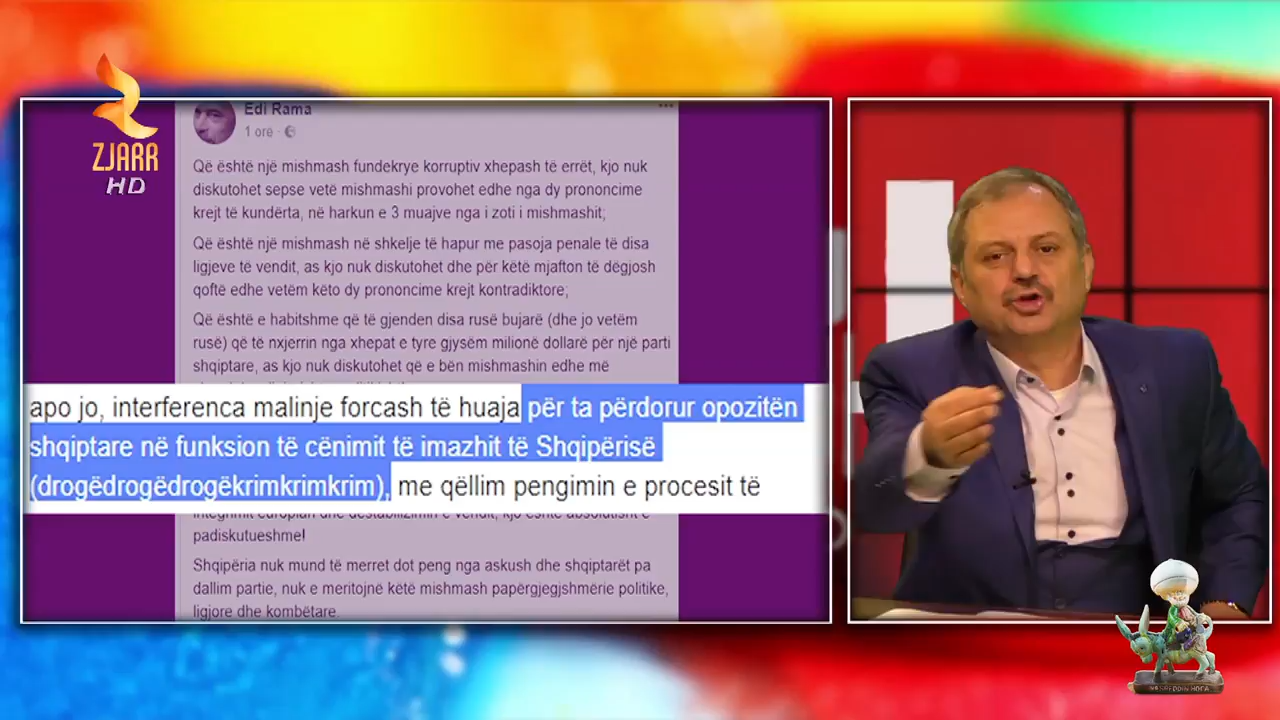 ZJARR
HD
Edi Rama
1 orë ·
Që është një mishmash fundekrye korruptiv xhepash të errët, kjo nuk
diskutohet sepse vetë mishmashi provohet edhe nga dy prononcime
krejt të kundërta, në harkun e 3 muajve nga i zoti i mishmashit;
Që është një mishmash në shkelje të hapur me pasoja penale të disa
ligjeve të vendit, as kjo nuk diskutohet dhe për këtë mjafton të dëgjosh
qoftë edhe vetëm këto dy prononcime krejt kontradiktore;
Që është e habitshme që të gjenden disa rusë bujarë (dhe jo vetëm
rusë) që të nxjerrin nga xhepat e tyre gjysëm milionë dollarë për një parti
shqiptare, as kjo nuk diskutohet që e bën mishmashin edhe më
apo jo, interferenca malinje forcash të huaja për ta përdorur opozitën
shqiptare në funksion të cënimit të imazhit të Shqipërisë
(drogëdrogëdrogëkrimkrimkrim), me qëllim pengimin e procesit të
integrimit europian dhe destabilizimin e vendit, kjo është absolutisht e
padiskutueshme!
Shqipëria nuk mund të merret dot peng nga askush dhe shqiptarët pa
dallim partie, nuk e meritojnë këtë mishmash papërgjegjshmërie politike,
ligjore dhe kombëtare.